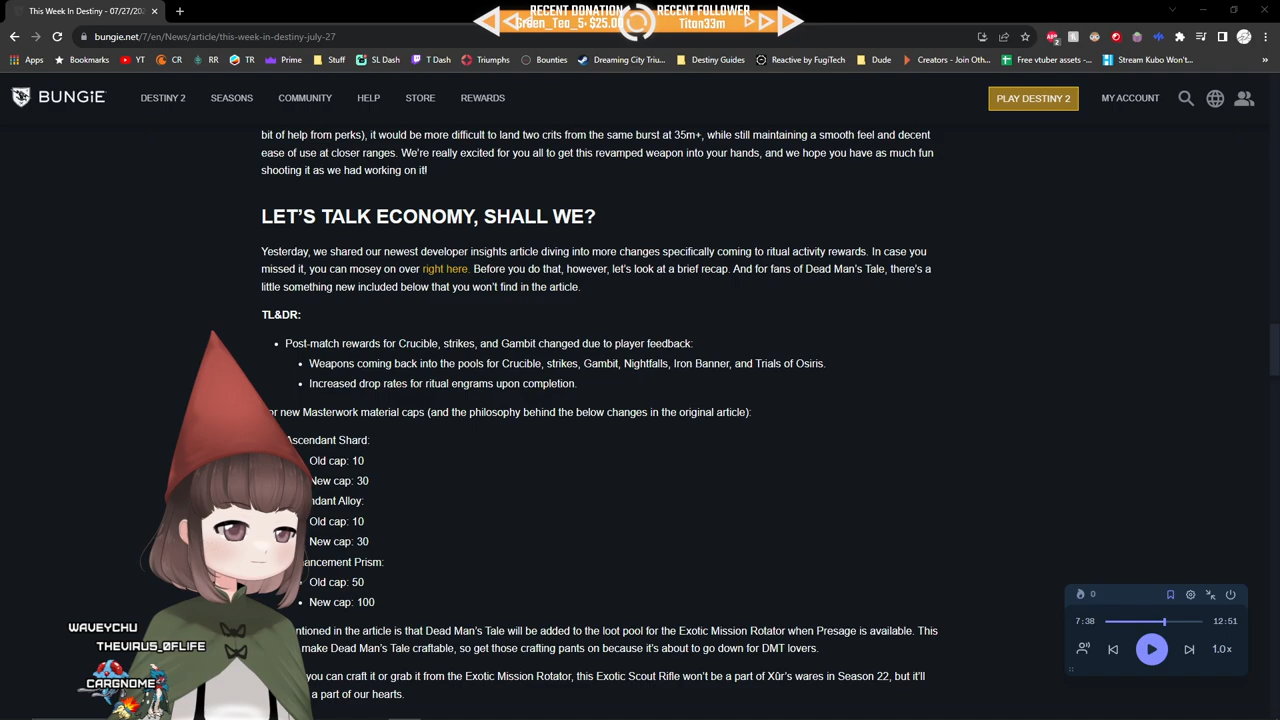 RECENT DONATION
Green_Tea_5: $25.00
RECENT FOLLOWER
Titan33m
This Week In Destiny - 07/27/202
bungie.net/7/en/News/article/this-week-in-destiny-july-27
Apps Bookmarks YT CR RR TR Prime Stuff SL Dash T Dash Triumphs Bounties Dreaming City Triu... Destiny Guides Reactive by FugiTech Dude Creators - Join Oth... Free vtuber assets -... Stream Kubo Won't... »
BUNGiE DESTINY 2 SEASONS COMMUNITY HELP STORE REWARDS PLAY DESTINY 2 MY ACCOUNT
bit of help from perks), it would be more difficult to land two crits from the same burst at 35m+, while still maintaining a smooth feel and decent
ease of use at closer ranges. We're really excited for you all to get this revamped weapon into your hands, and we hope you have as much fun
shooting it as we had working on it!
LET'S TALK ECONOMY, SHALL WE?
Yesterday, we shared our newest developer insights article diving into more changes specifically coming to ritual activity rewards. In case you
missed it, you can mosey on over right here. Before you do that, however, let's look at a brief recap. And for fans of Dead Man's Tale, there's a
little something new included below that you won't find in the article.
TL&DR:
• Post-match rewards for Crucible, strikes, and Gambit changed due to player feedback:
• Weapons coming back into the pools for Crucible, strikes, Gambit, Nightfalls, Iron Banner, and Trials of Osiris.
• Increased drop rates for ritual engrams upon completion.
or new Masterwork material caps (and the philosophy behind the below changes in the original article):
Ascendant Shard:
Old cap: 10
New cap: 30
ndant Alloy:
Old cap: 10
New cap: 30
ancement Prism:
• Old cap: 50
• New cap: 100
entioned in the article is that Dead Man's Tale will be added to the loot pool for the Exotic Mission Rotator when Presage is available. This
make Dead Man's Tale craftable, so get those crafting pants on because it's about to go down for DMT lovers.
you can craft it or grab it from the Exotic Mission Rotator, this Exotic Scout Rifle won't be a part of Xûr's wares in Season 22, but it'll
a part of our hearts.
WAVEYCHU
THEVIRUS_0FLIFE
CARGNOME
0
7:38 12:51
1.0x